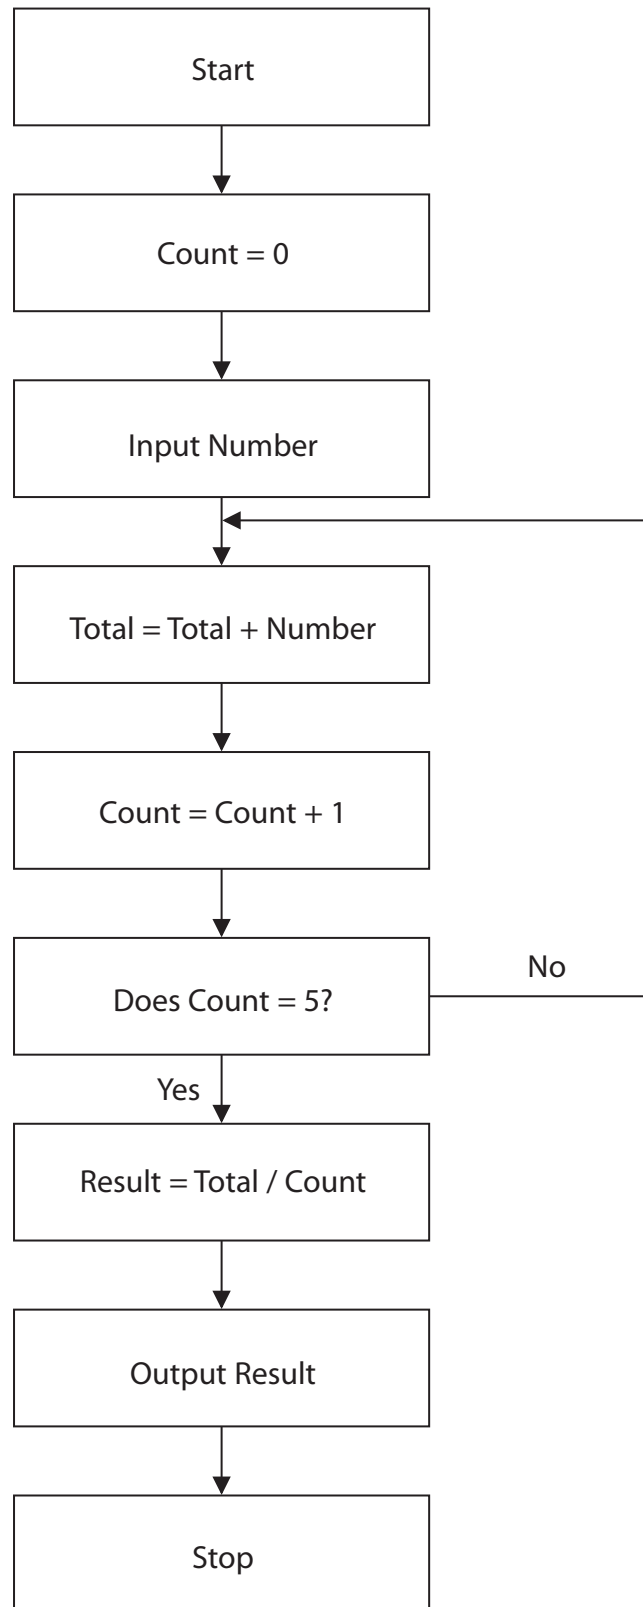 Start
Count = 0
Input Number
Total = Total + Number
Count = Count + 1
Does Count = 5?
No
Yes
Result = Total / Count
Output Result
Stop